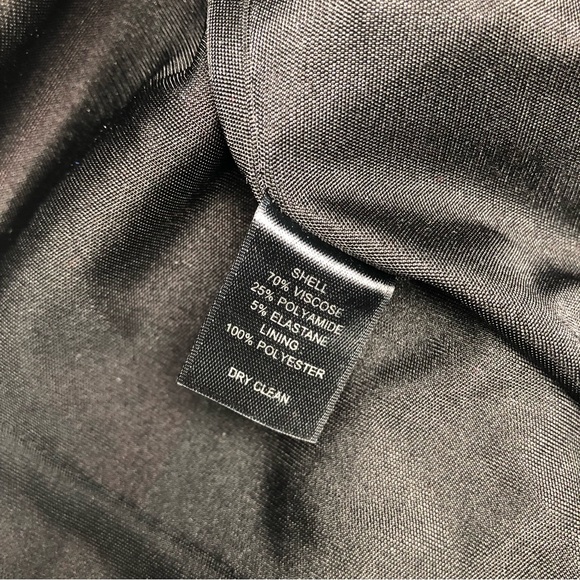 SHELL
70% VISCOSE
25% POLYAMIDE
5% ELASTANE
LINING
100% POLYESTER
DRY CLEAN